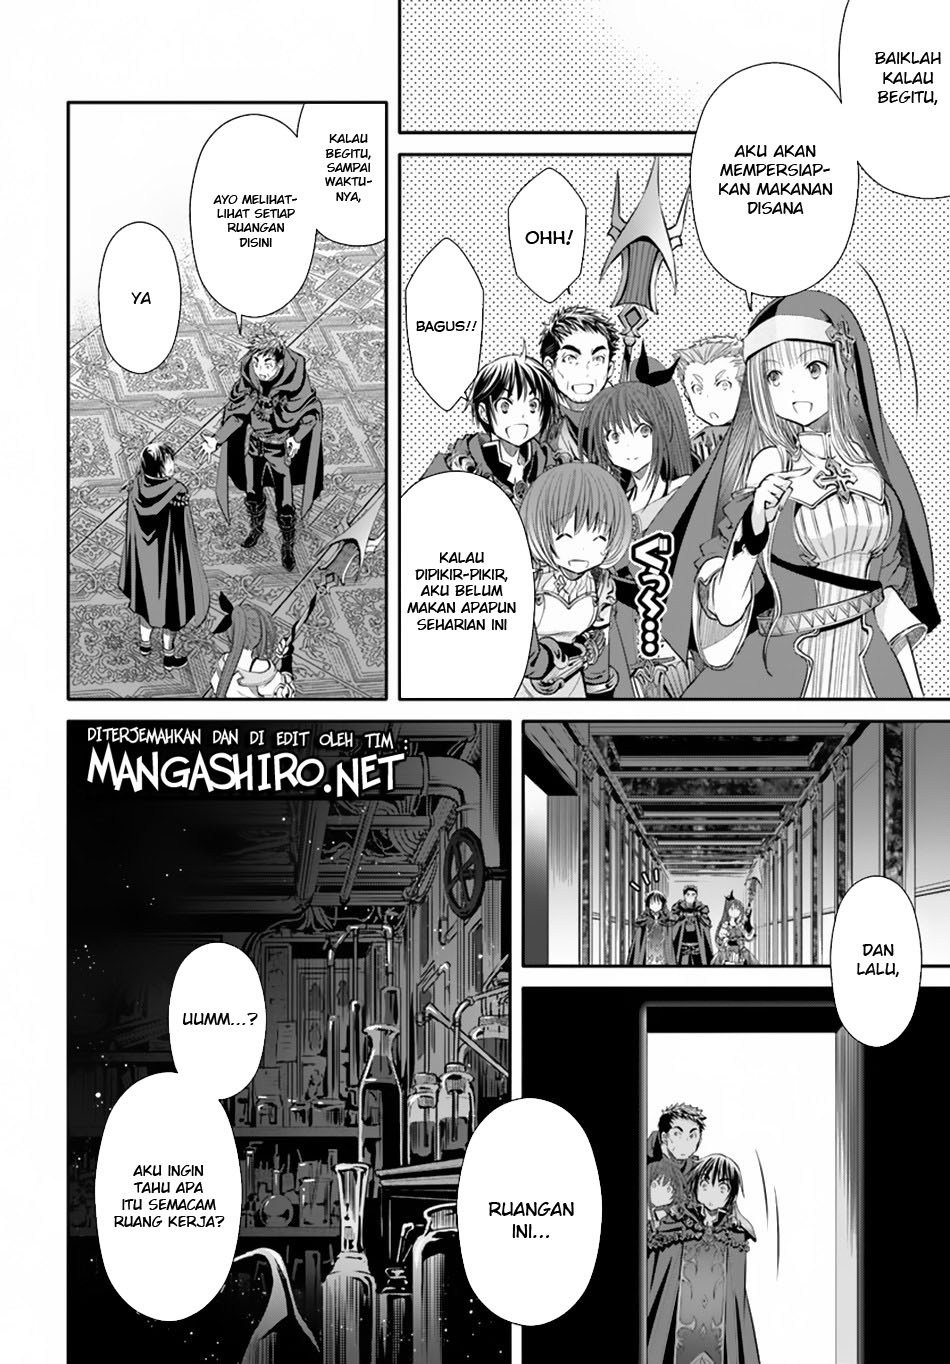 BAIKLAH
KALAU
BEGITU,
AKU AKAN
MEMPERSIAP-
KAN MAKANAN
DISANA
OHH!
BAGUS!!
KALAU
DIPIKIR-PIKIR,
AKU BELUM
MAKAN APAPUN
SEHARIAN INI
ぐぅ〜…
KALAU
BEGITU,
SAMPAI
WAKTU-
NYA,
AYO MELIHAT-
LIHAT SETIAP
RUANGAN
DISINI
YA
DAN
LALU,
RUANGAN
INI...
DITERJEMAHKAN DAN DI EDIT OLEH TIM :
MANGASHIRO.NET
UUMM...?
AKU INGIN
TAHU APA
ITU SEMACAM
RUANG KERJA?